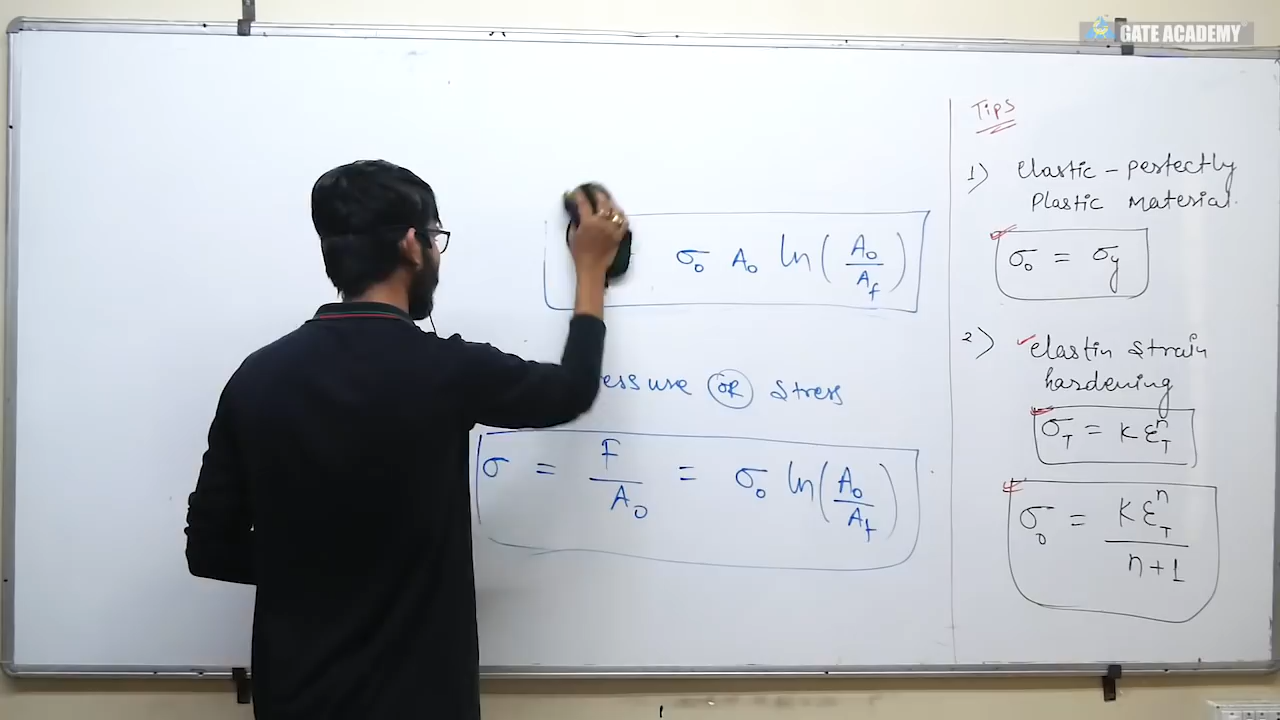 GATE ACADEMY
σ₀ A₀ ln(A₀/A_f)
essure OR stress
σ = F/A₀ = σ₀ ln(A₀/A_f)
Tips
1) Elastic - perfectly
Plastic Material.
σ₀ = σ_y
2) Elastin strain
hardening
σ_T = K ε_T^n
σ₀ = K ε_T^n / n+1